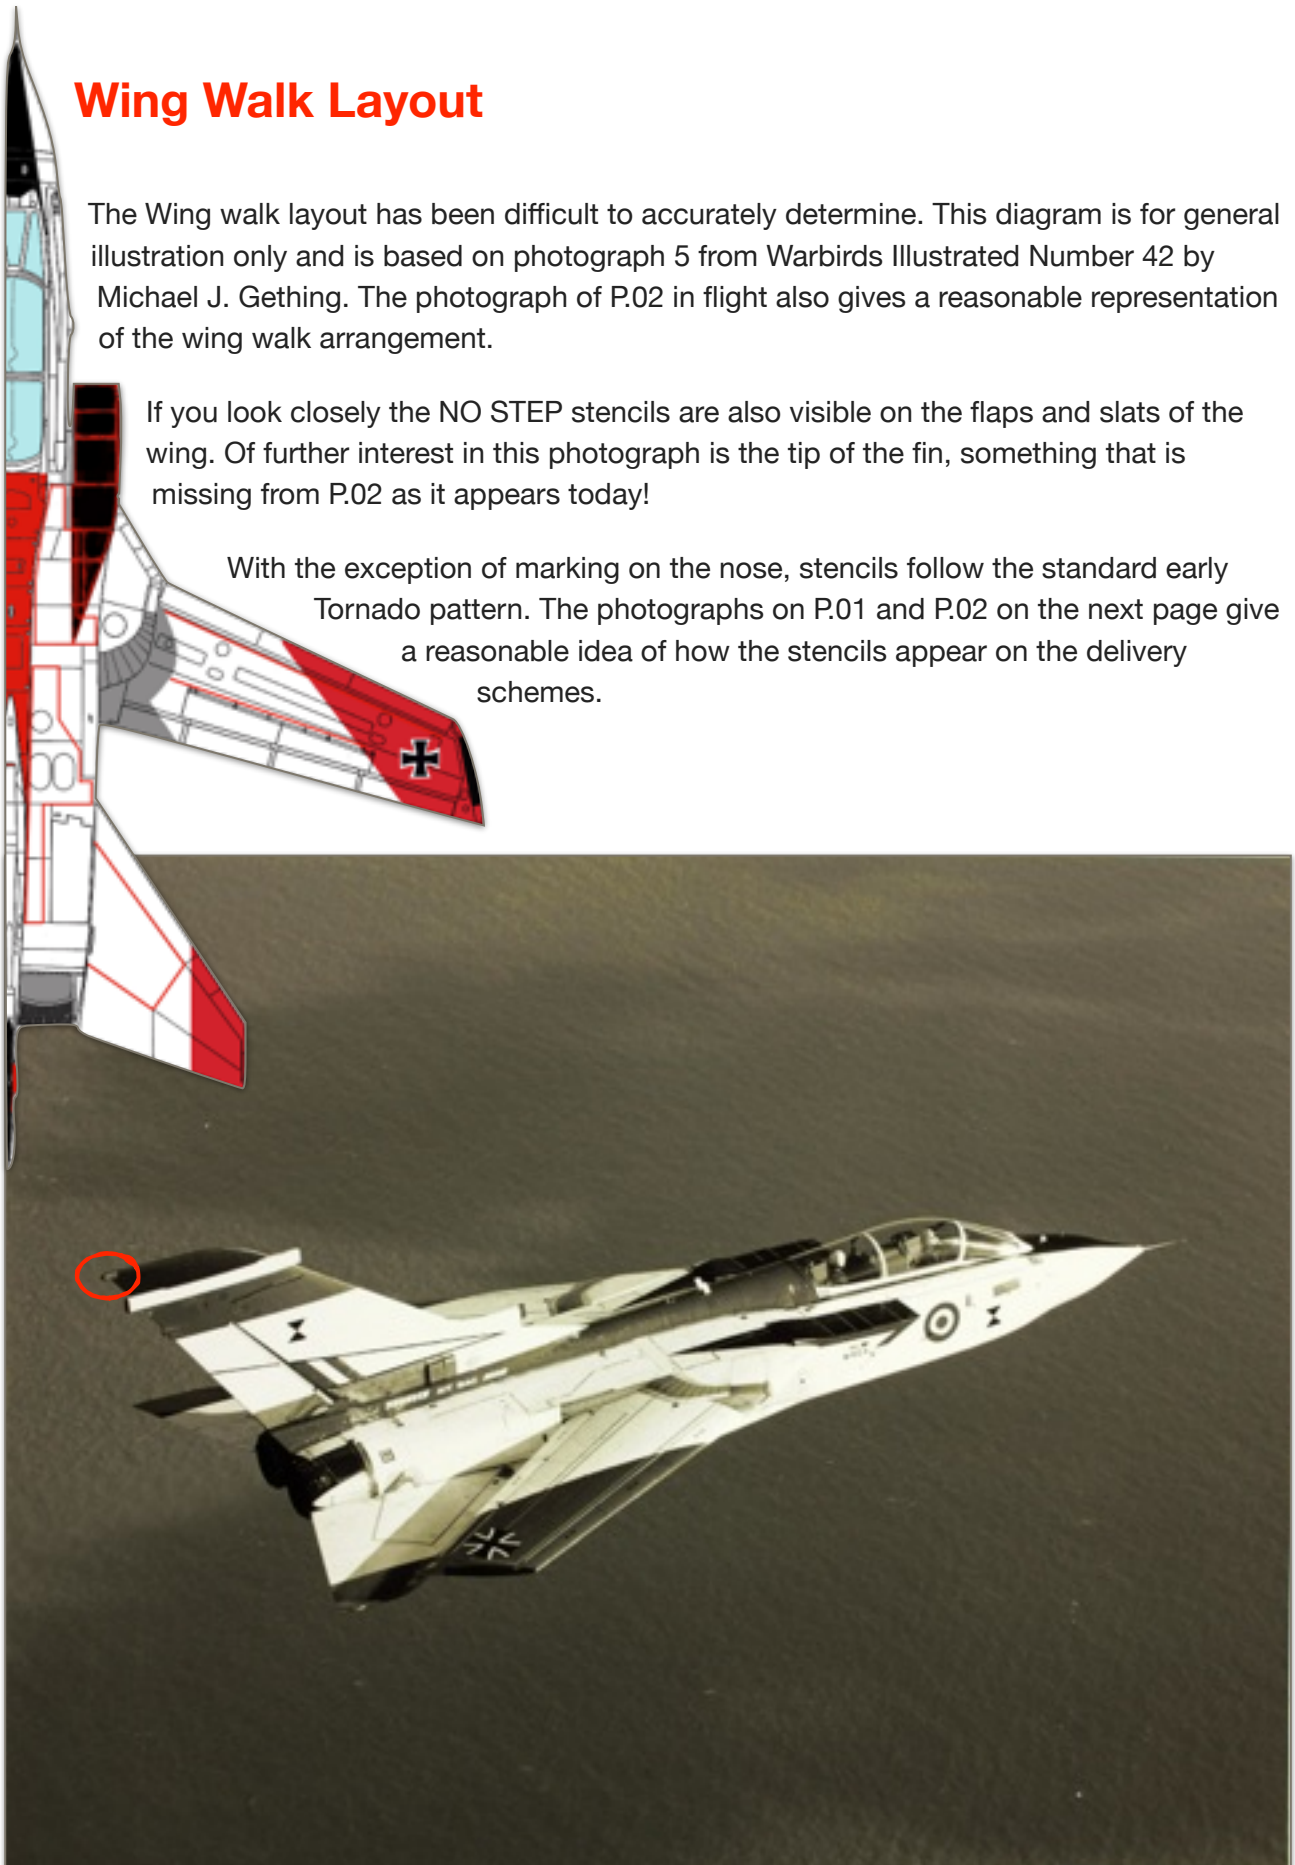 Wing Walk Layout
The Wing walk layout has been difficult to accurately determine. This diagram is for general
illustration only and is based on photograph 5 from Warbirds Illustrated Number 42 by
Michael J. Gething. The photograph of P.02 in flight also gives a reasonable representation
of the wing walk arrangement.
If you look closely the NO STEP stencils are also visible on the flaps and slats of the
wing. Of further interest in this photograph is the tip of the fin, something that is
missing from P.02 as it appears today!
With the exception of marking on the nose, stencils follow the standard early
Tornado pattern. The photographs on P.01 and P.02 on the next page give
a reasonable idea of how the stencils appear on the delivery
schemes.